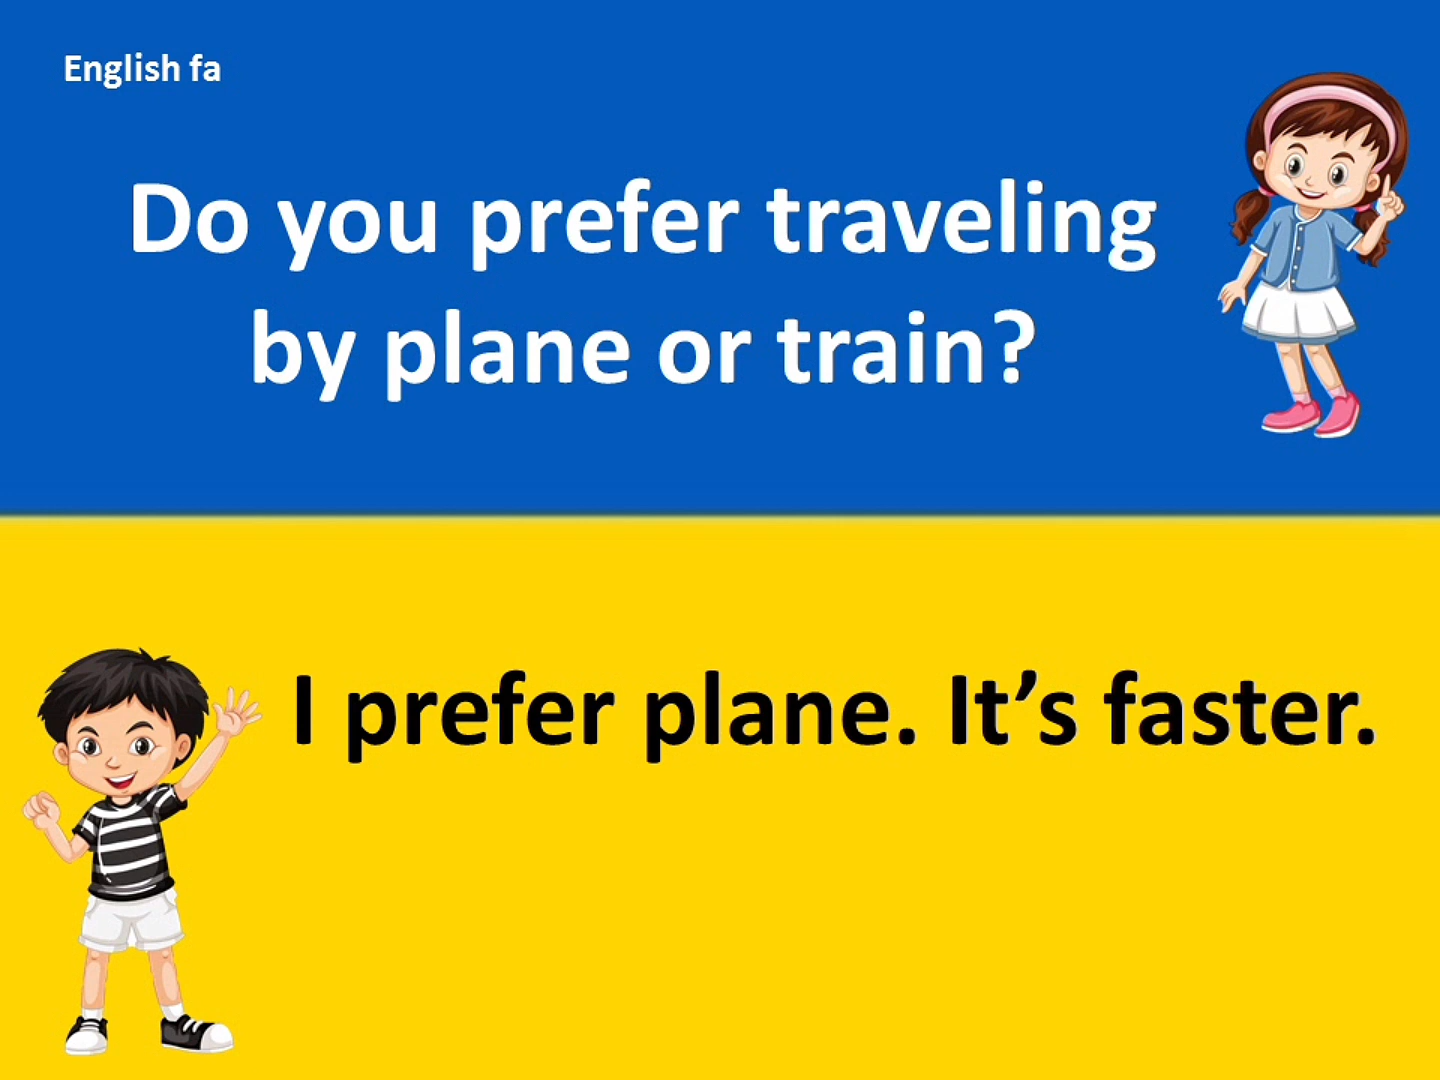 English fa
Do you prefer traveling
by plane or train?
I prefer plane. It’s faster.